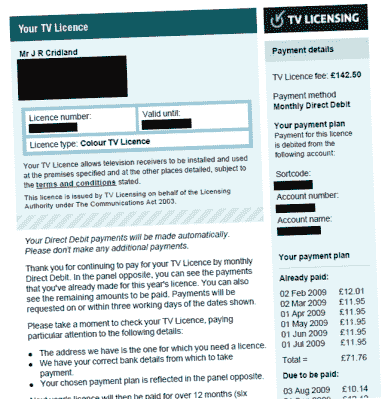 Your TV Licence
Mr J R Cridland
Licence number:
Valid until:
Licence type: Colour TV Licence
Your TV Licence allows television receivers to be installed and used
at the premises specified and at the other places detailed, subject to
the terms and conditions stated.
This licence is issued by TV Licensing on behalf of the Licensing
Authority under The Communications Act 2003.
Your Direct Debit payments will be made automatically.
Please don't make any additional payments.
Thank you for continuing to pay for your TV Licence by monthly
Direct Debit. In the panel opposite, you can see the payments
that you've already made for this year's licence. You can also
see the remaining amounts to be paid. Payments will be
requested on or within three working days of the dates shown.
Please take a moment to check your TV Licence, paying
particular attention to the following details:
• The address we have is the one for which you need a licence.
• We have your correct bank details from which to take
payment.
• Your chosen payment plan is reflected in the panel opposite.
licence will then be paid for over 12 months (six
TV LICENSING
Payment details
TV Licence fee: £142.50
Payment method
Monthly Direct Debit
Your payment plan
Payment for this licence
is debited from the
following account:
Sortcode:
Account number:
Account name:
Your payment plan
Already paid:
02 Feb 2009 £12.01
02 Mar 2009 £11.95
01 Apr 2009 £11.95
01 May 2009 £11.95
01 Jun 2009 £11.95
01 Jul 2009 £11.95
Total = £71.76
Due to be paid:
03 Aug 2009 £10.14